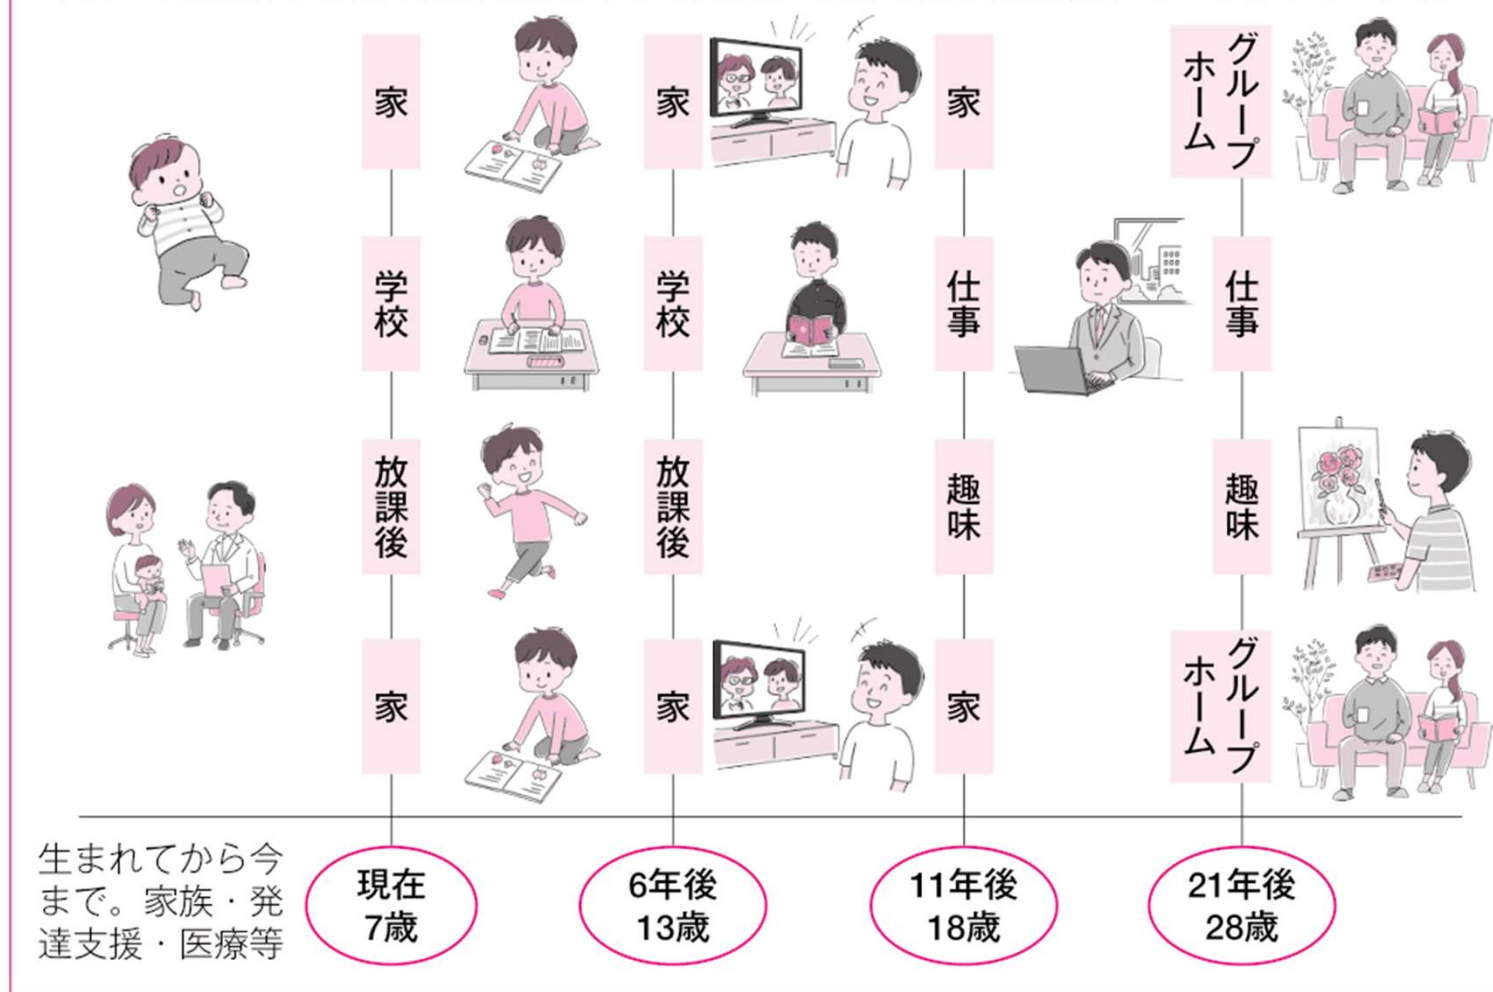 家
学校
放課後
家
家
学校
放課後
家
家
仕事
趣味
家
グループ
ホーム
仕事
趣味
グループ
ホーム
生まれてから今
まで。家族・発
達支援・医療等
現在
7歳
6年後
13歳
11年後
18歳
21年後
28歳